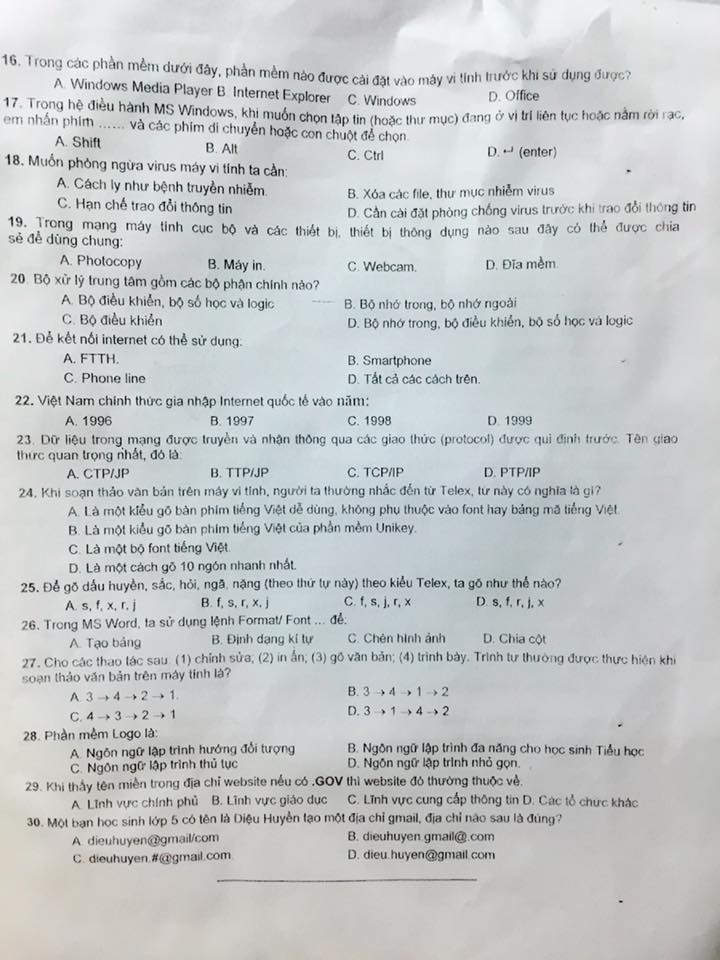 16. Trong các phần mềm dưới đây, phần mềm nào được cài đặt vào máy vi tính trước khi sử dụng được?
A. Windows Media Player B. Internet Explorer C. Windows D. Office
17. Trong hệ điều hành MS Windows, khi muốn chọn tập tin (hoặc thư mục) đang ở vị trí liên tục hoặc nằm rời rạc,
em nhấn phím ...... và các phím di chuyển hoặc con chuột để chọn.
A. Shift B. Alt C. Ctrl D. ↵ (enter)
18. Muốn phòng ngừa virus máy vi tính ta cần:
A. Cách ly như bệnh truyền nhiễm. B. Xóa các file, thư mục nhiễm virus
C. Hạn chế trao đổi thông tin D. Cần cài đặt phòng chống virus trước khi trao đổi thông tin
19. Trong mạng máy tính cục bộ và các thiết bị, thiết bị thông dụng nào sau đây có thể được chia
sẻ để dùng chung:
A. Photocopy B. Máy in. C. Webcam. D. Đĩa mềm.
20. Bộ xử lý trung tâm gồm các bộ phận chính nào?
A. Bộ điều khiển, bộ số học và logic B. Bộ nhớ trong, bộ nhớ ngoài
C. Bộ điều khiển D. Bộ nhớ trong, bộ điều khiển, bộ số học và logic
21. Để kết nối internet có thể sử dụng:
A. FTTH. B. Smartphone
C. Phone line D. Tất cả các cách trên.
22. Việt Nam chính thức gia nhập Internet quốc tế vào năm:
A. 1996 B. 1997 C. 1998 D. 1999
23. Dữ liệu trong mạng được truyền và nhận thông qua các giao thức (protocol) được qui định trước. Tên giao
thức quan trọng nhất, đó là:
A. CTP/JP B. TTP/JP C. TCP/IP D. PTP/IP
24. Khi soạn thảo văn bản trên máy vi tính, người ta thường nhắc đến từ Telex, từ này có nghĩa là gì?
A. Là một kiểu gõ bàn phím tiếng Việt dễ dùng, không phụ thuộc vào font hay bảng mã tiếng Việt.
B. Là một kiểu gõ bàn phím tiếng Việt của phần mềm Unikey.
C. Là một bộ font tiếng Việt.
D. Là một cách gõ 10 ngón nhanh nhất.
25. Để gõ dấu huyền, sắc, hỏi, ngã, nặng (theo thứ tự này) theo kiểu Telex, ta gõ như thế nào?
A. s, f, x, r, j B. f, s, r, x, j C. f, s, j, r, x D. s, f, r, j, x
26. Trong MS Word, ta sử dụng lệnh Format/ Font ... để:
A. Tạo bảng B. Định dạng kí tự C. Chèn hình ảnh D. Chia cột
27. Cho các thao tác sau: (1) chỉnh sửa; (2) in ấn; (3) gõ văn bản; (4) trình bày. Trình tự thường được thực hiện khi
soạn thảo văn bản trên máy tính là?
A. 3 → 4 → 2 → 1. B. 3 → 4 → 1 → 2
C. 4 → 3 → 2 → 1 D. 3 → 1 → 4 → 2
28. Phần mềm Logo là:
A. Ngôn ngữ lập trình hướng đối tượng B. Ngôn ngữ lập trình đa năng cho học sinh Tiểu học
C. Ngôn ngữ lập trình thủ tục D. Ngôn ngữ lập trình nhỏ gọn.
29. Khi thấy tên miền trong địa chỉ website nếu có .GOV thì website đó thường thuộc về:
A. Lĩnh vực chính phủ B. Lĩnh vực giáo dục C. Lĩnh vực cung cấp thông tin D. Các tổ chức khác
30. Một bạn học sinh lớp 5 có tên là Diệu Huyền tạo một địa chỉ gmail, địa chỉ nào sau là đúng?
A. dieuhuyen@gmail/com B. dieuhuyen.gmail@.com
C. dieuhuyen.#@gmail.com D. dieu.huyen@gmail.com